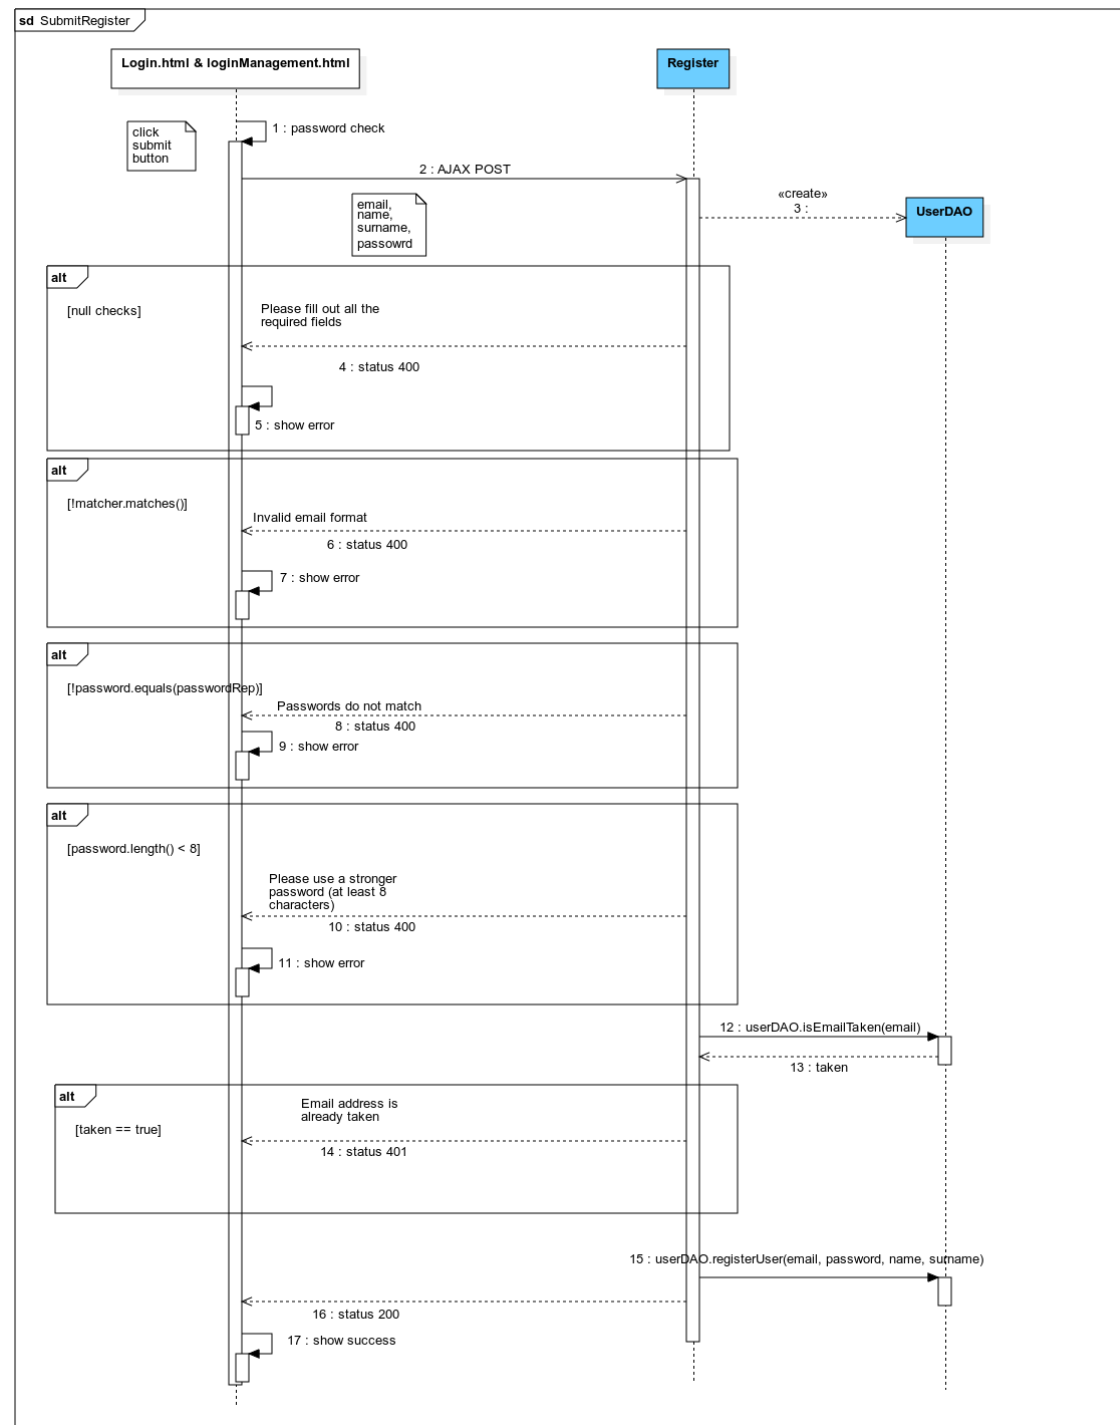 sd SubmitRegister
Login.html & loginManagement.html
Register
click
submit
button
1 : password check
2 : AJAX POST
«create»
3 :
UserDAO
email,
name,
surname,
passowrd
alt
[null checks]
Please fill out all the
required fields
4 : status 400
5 : show error
alt
[!matcher.matches()]
Invalid email format
6 : status 400
7 : show error
alt
[!password.equals(passwordRep)]
Passwords do not match
8 : status 400
9 : show error
alt
[password.length() < 8]
Please use a stronger
password (at least 8
characters)
10 : status 400
11 : show error
12 : userDAO.isEmailTaken(email)
13 : taken
alt
[taken == true]
Email address is
already taken
14 : status 401
15 : userDAO.registerUser(email, password, name, surname)
16 : status 200
17 : show success